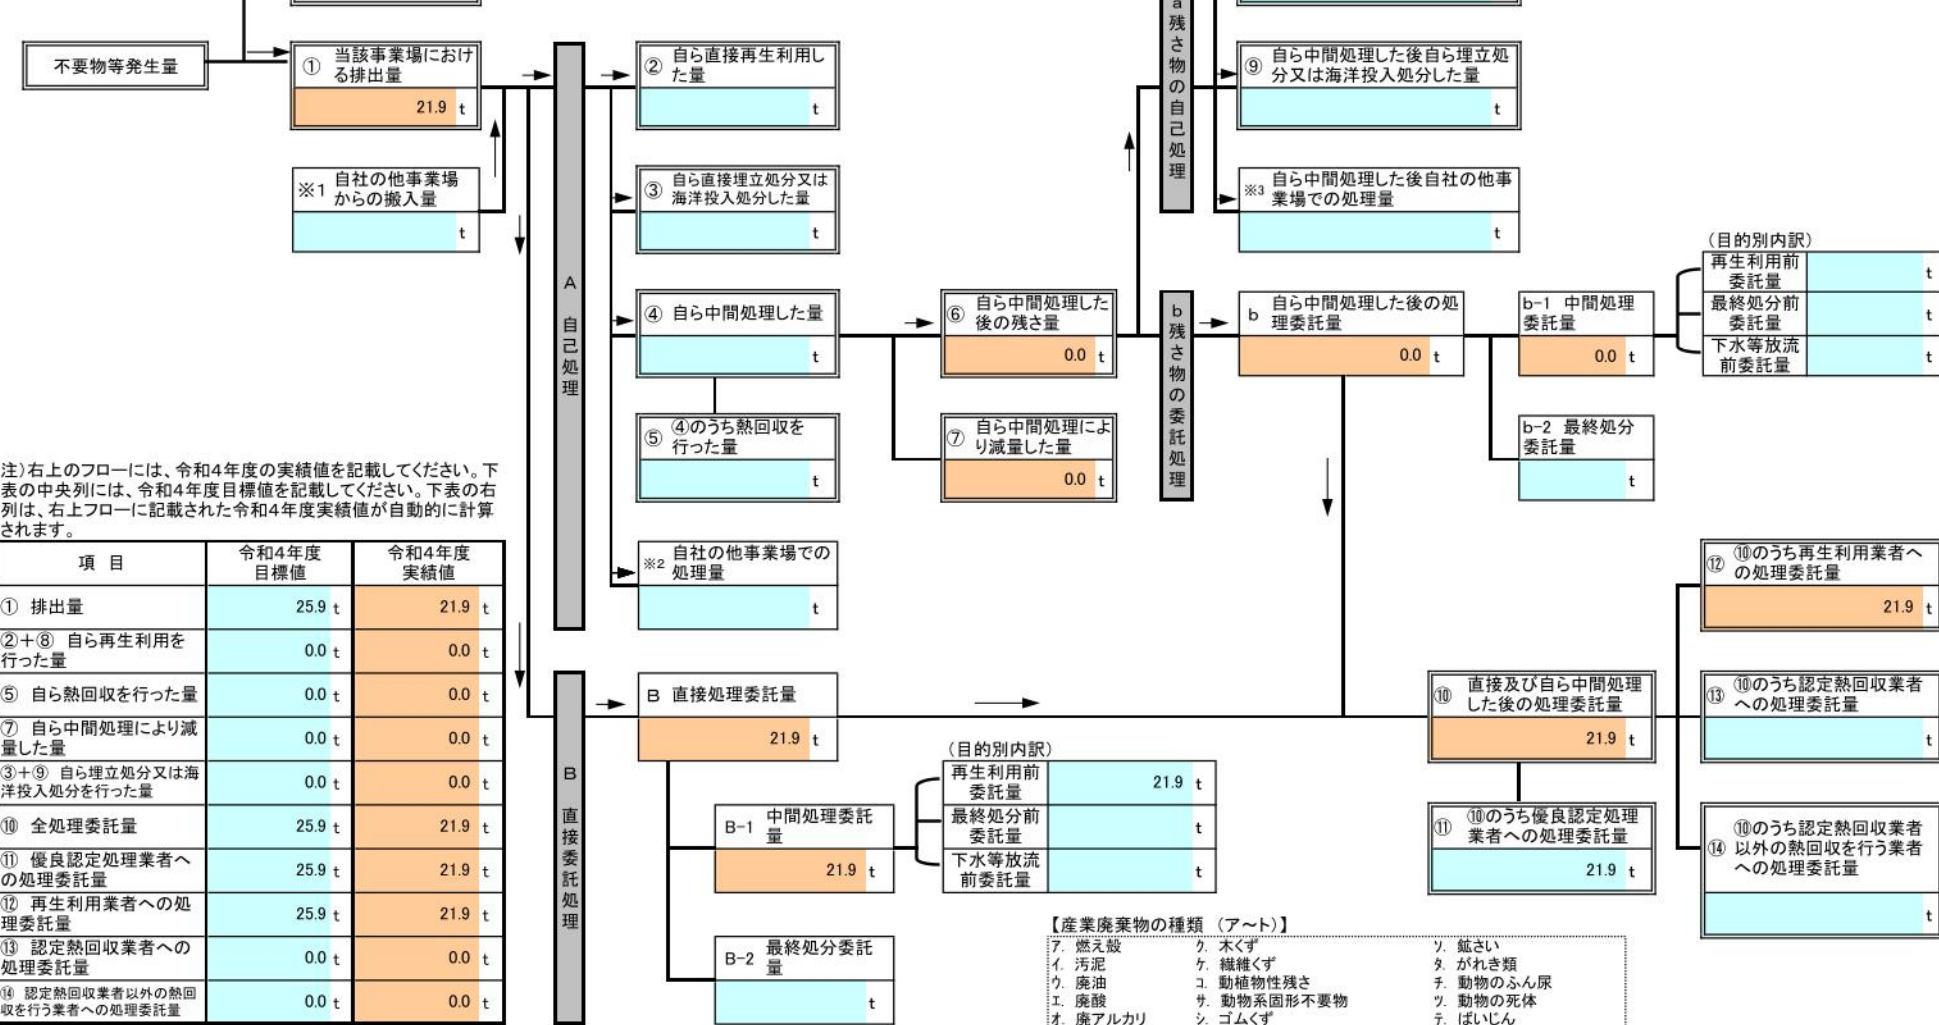 a
残
さ
物
の
自
己
処
理
不要物等発生量
①
当該事業場におけ
る排出量
21.9 t
※1
自社の他事業場
からの搬入量
t
A
自
己
処
理
②
自ら直接再生利用し
た量
t
③
自ら直接埋立処分又は
海洋投入処分した量
t
④ 自ら中間処理した量
t
⑤
④のうち熱回収を
行った量
t
※2
自社の他事業場での
処理量
t
⑥
自ら中間処理した
後の残さ量
0.0 t
⑦
自ら中間処理によ
り減量した量
0.0 t
⑨
自ら中間処理した後自ら埋立処
分又は海洋投入処分した量
t
※3
自ら中間処理した後自社の他事
業場での処理量
t
b
残
さ
物
の
委
託
処
理
b
自ら中間処理した後の処
理委託量
0.0 t
b-1 中間処理
委託量
0.0 t
b-2 最終処分
委託量
t
(目的別内訳)
再生利用前
委託量
t
最終処分前
委託量
t
下水等放流
前委託量
t
注)右上のフローには、令和4年度の実績値を記載してください。下
表の中央列には、令和4年度目標値を記載してください。下表の右
列は、右上フローに記載された令和4年度実績値が自動的に計算
されます。
項 目
令和4年度
目標値
令和4年度
実績値
① 排出量
25.9 t
21.9 t
②+⑧ 自ら再生利用を
行った量
0.0 t
0.0 t
⑤ 自ら熱回収を行った量
0.0 t
0.0 t
⑦ 自ら中間処理により減
量した量
0.0 t
0.0 t
③+⑨ 自ら埋立処分又は海
洋投入処分を行った量
0.0 t
0.0 t
⑩ 全処理委託量
25.9 t
21.9 t
⑪ 優良認定処理業者へ
の処理委託量
25.9 t
21.9 t
⑫ 再生利用業者への処
理委託量
25.9 t
21.9 t
⑬ 認定熱回収業者への
処理委託量
0.0 t
0.0 t
⑭ 認定熱回収業者以外の熱回
収を行う業者への処理委託量
0.0 t
0.0 t
B
直
接
委
託
処
理
B 直接処理委託量
21.9 t
B-1
中間処理委託
量
21.9 t
B-2
最終処分委託
量
t
(目的別内訳)
再生利用前
委託量
21.9 t
最終処分前
委託量
t
下水等放流
前委託量
t
⑩
直接及び自ら中間処理
した後の処理委託量
21.9 t
⑪
⑩のうち優良認定処理
業者への処理委託量
21.9 t
⑫
⑩のうち再生利用業者へ
の処理委託量
21.9 t
⑬
⑩のうち認定熱回収業者
への処理委託量
t
⑭
⑩のうち認定熱回収業者
以外の熱回収を行う業者
への処理委託量
t
【産業廃棄物の種類 (ア~ト)】
ア. 燃え殻 ク. 木くず ソ. 鉱さい
イ. 汚泥 ケ. 繊維くず タ. がれき類
ウ. 廃油 コ. 動植物性残さ チ. 動物のふん尿
エ. 廃酸 サ. 動物系固形不要物 ツ. 動物の死体
オ. 廃アルカリ シ. ゴムくず テ. ばいじん